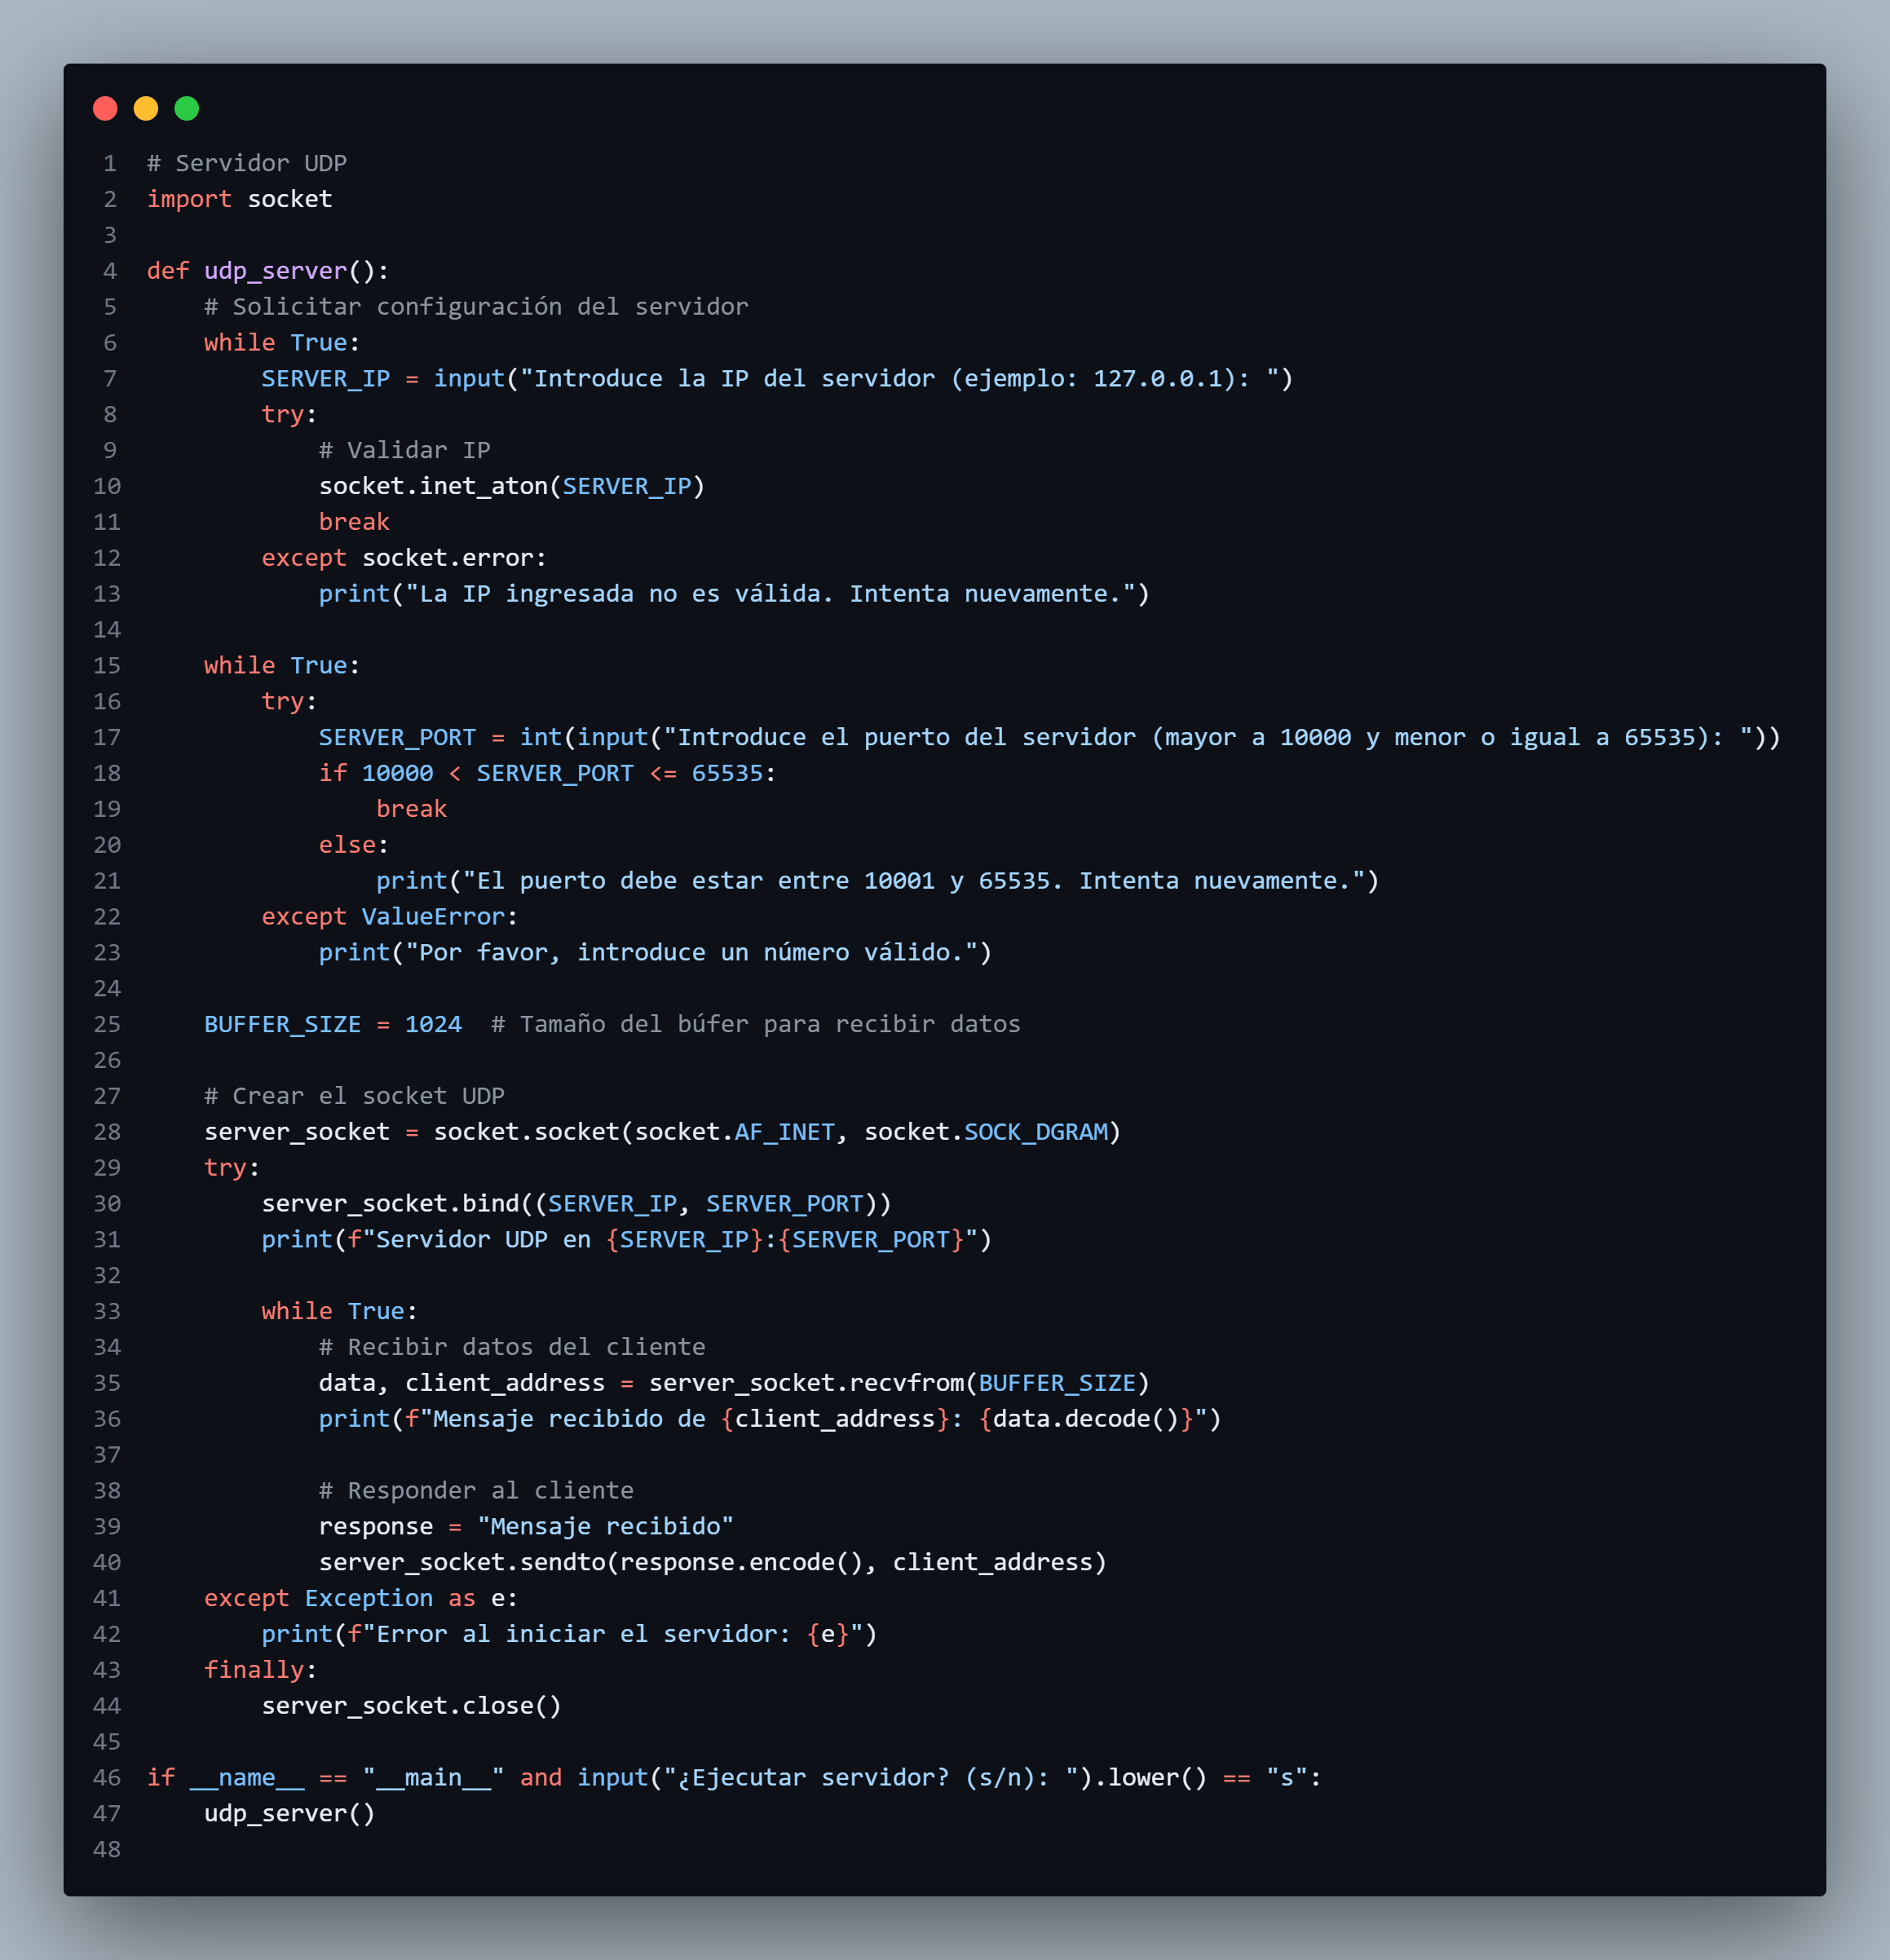 1 # Servidor UDP
2 import socket
3
4 def udp_server():
5     # Solicitar configuración del servidor
6     while True:
7         SERVER_IP = input("Introduce la IP del servidor (ejemplo: 127.0.0.1): ")
8         try:
9             # Validar IP
10             socket.inet_aton(SERVER_IP)
11             break
12         except socket.error:
13             print("La IP ingresada no es válida. Intenta nuevamente.")
14
15     while True:
16         try:
17             SERVER_PORT = int(input("Introduce el puerto del servidor (mayor a 10000 y menor o igual a 65535): "))
18             if 10000 < SERVER_PORT <= 65535:
19                 break
20             else:
21                 print("El puerto debe estar entre 10001 y 65535. Intenta nuevamente.")
22         except ValueError:
23             print("Por favor, introduce un número válido.")
24
25     BUFFER_SIZE = 1024  # Tamaño del búfer para recibir datos
26
27     # Crear el socket UDP
28     server_socket = socket.socket(socket.AF_INET, socket.SOCK_DGRAM)
29     try:
30         server_socket.bind((SERVER_IP, SERVER_PORT))
31         print(f"Servidor UDP en {SERVER_IP}:{SERVER_PORT}")
32
33         while True:
34             # Recibir datos del cliente
35             data, client_address = server_socket.recvfrom(BUFFER_SIZE)
36             print(f"Mensaje recibido de {client_address}: {data.decode()}")
37
38             # Responder al cliente
39             response = "Mensaje recibido"
40             server_socket.sendto(response.encode(), client_address)
41     except Exception as e:
42         print(f"Error al iniciar el servidor: {e}")
43     finally:
44         server_socket.close()
45
46 if __name__ == "__main__" and input("¿Ejecutar servidor? (s/n): ").lower() == "s":
47     udp_server()
48